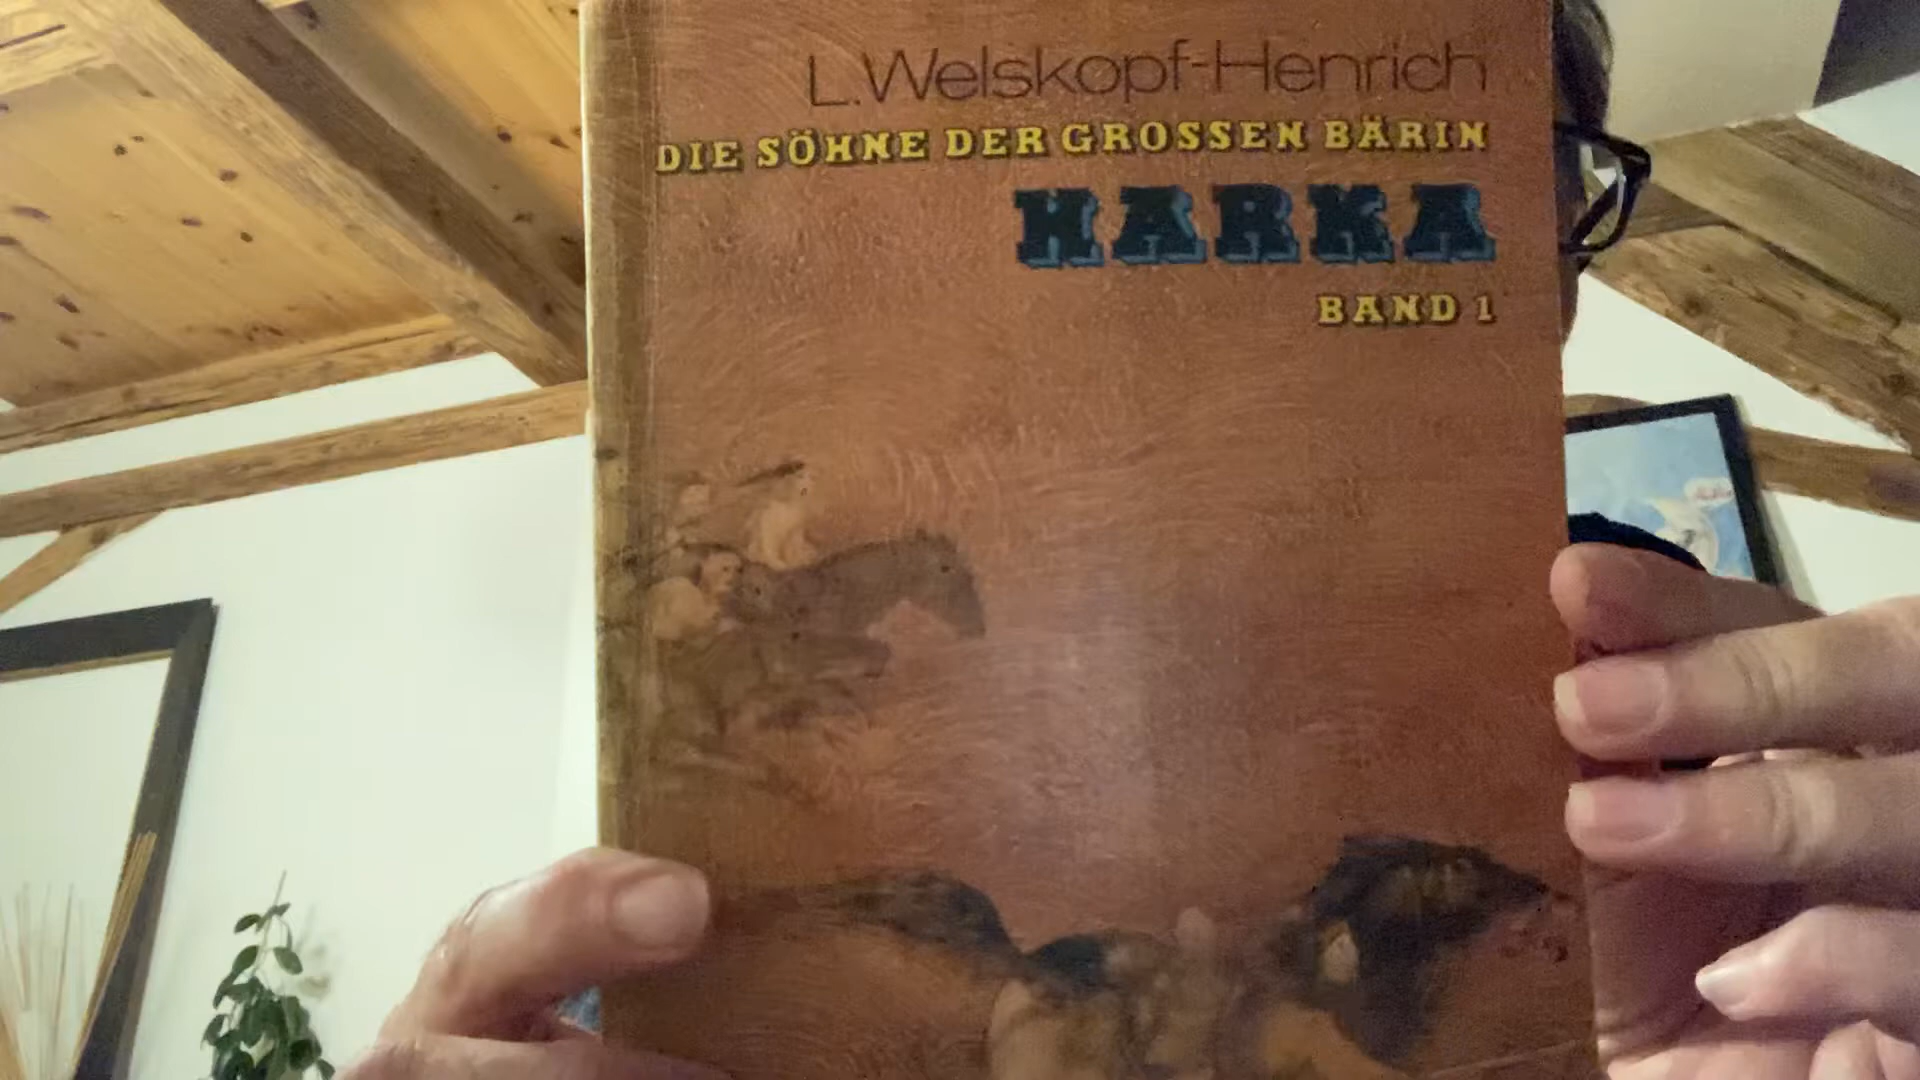 L. Welskopf-Henrich
DIE SÖHNE DER GROSSEN BÄRIN
HARKA
BAND 1